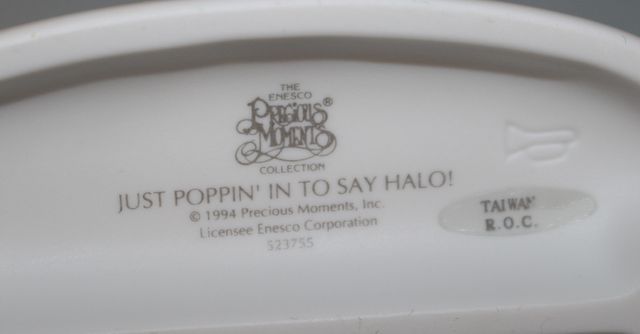 THE
ENESCO
PRECIOUS ®
MOMENTS
COLLECTION
JUST POPPIN' IN TO SAY HALO!
© 1994 Precious Moments, Inc.
Licensee Enesco Corporation
523755
TAIWAN
R.O.C.